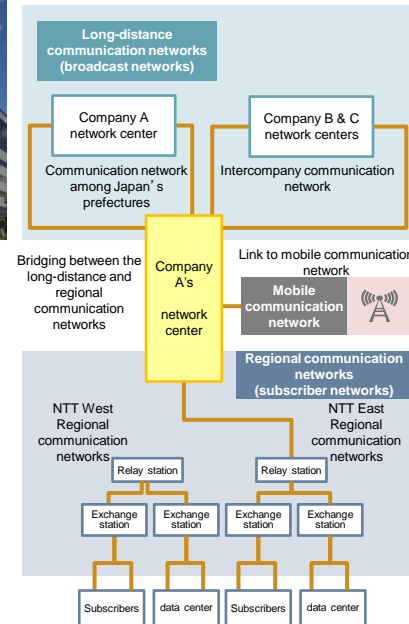 Long-distance
communication networks
(broadcast networks)
Company A
network center
Company B & C
network centers
Communication network
among Japan's
prefectures
Intercompany communication
network
Bridging between the
long-distance and
regional
communication
networks
Company
A's
network
center
Link to mobile communication
network
Mobile
communication
network
Regional communication
networks
(subscriber networks)
NTT West
Regional
communication
networks
NTT East
Regional
communication
networks
Relay station
Relay station
Exchange
station
Exchange
station
Exchange
station
Exchange
station
Subscribers
data center
Subscribers
data center